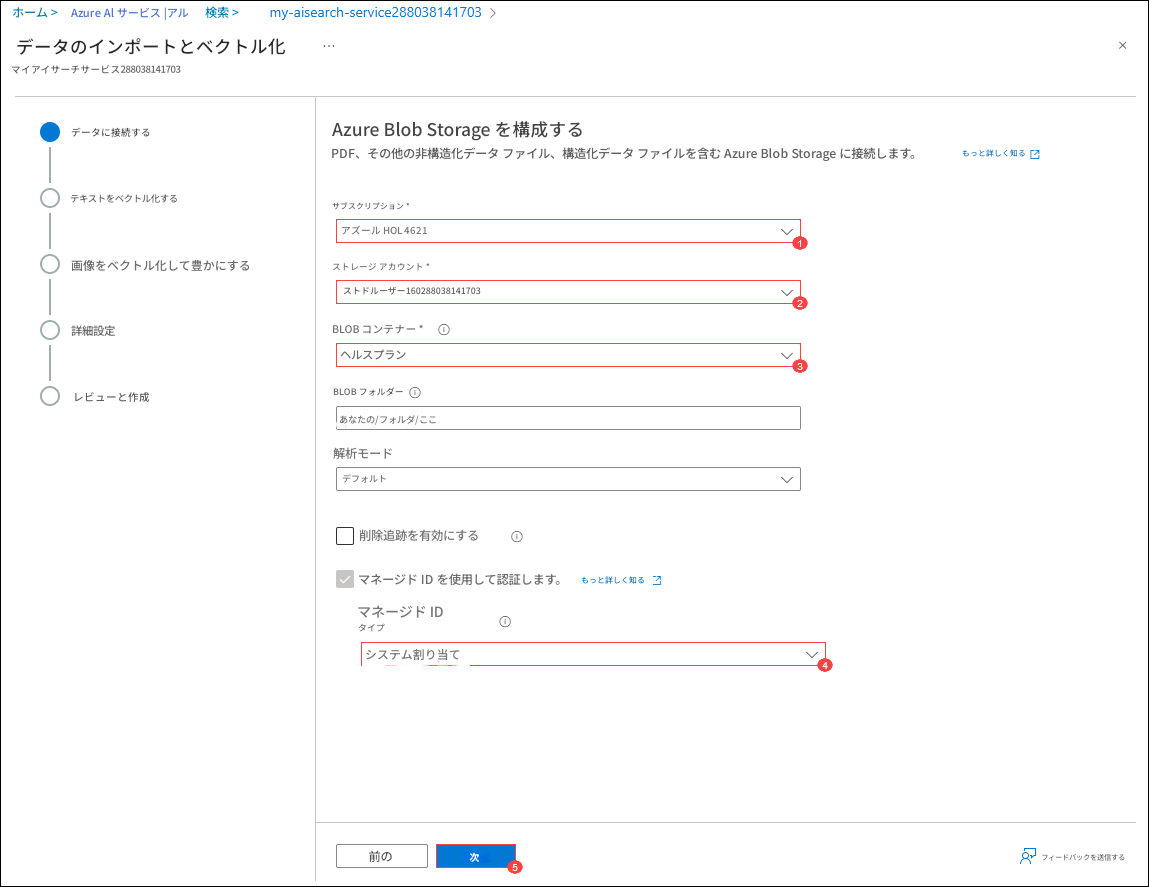 ホーム > Azure AI サービス |アル 検索 > my-aisearch-service288038141703 >
データのインポートとベクトル化 …
マイアイサーチサービス288038141703
データに接続する
テキストをベクトル化する
画像をベクトル化して豊かにする
詳細設定
レビューと作成
Azure Blob Storage を構成する
PDF、その他の非構造化データ ファイル、構造化データ ファイルを含む Azure Blob Storage に接続します。 もっと詳しく知る
サブスクリプション *
アズール HOL 4621
1
ストレージ アカウント *
ストドルーザー160288038141703
2
BLOB コンテナー *
ヘルスプラン
3
BLOB フォルダー
あなたの/フォルダ/ここ
解析モード
デフォルト
削除追跡を有効にする
マネージド ID を使用して認証します。 もっと詳しく知る
マネージド ID
タイプ
システム割り当て
4
前の
次
5
フィードバックを送信する